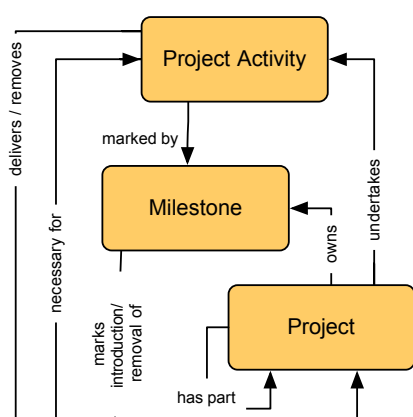 Project Activity
delivers / removes
necessary for
marked by
undertakes
Milestone
owns
marks
introduction/
removal of
Project
has part